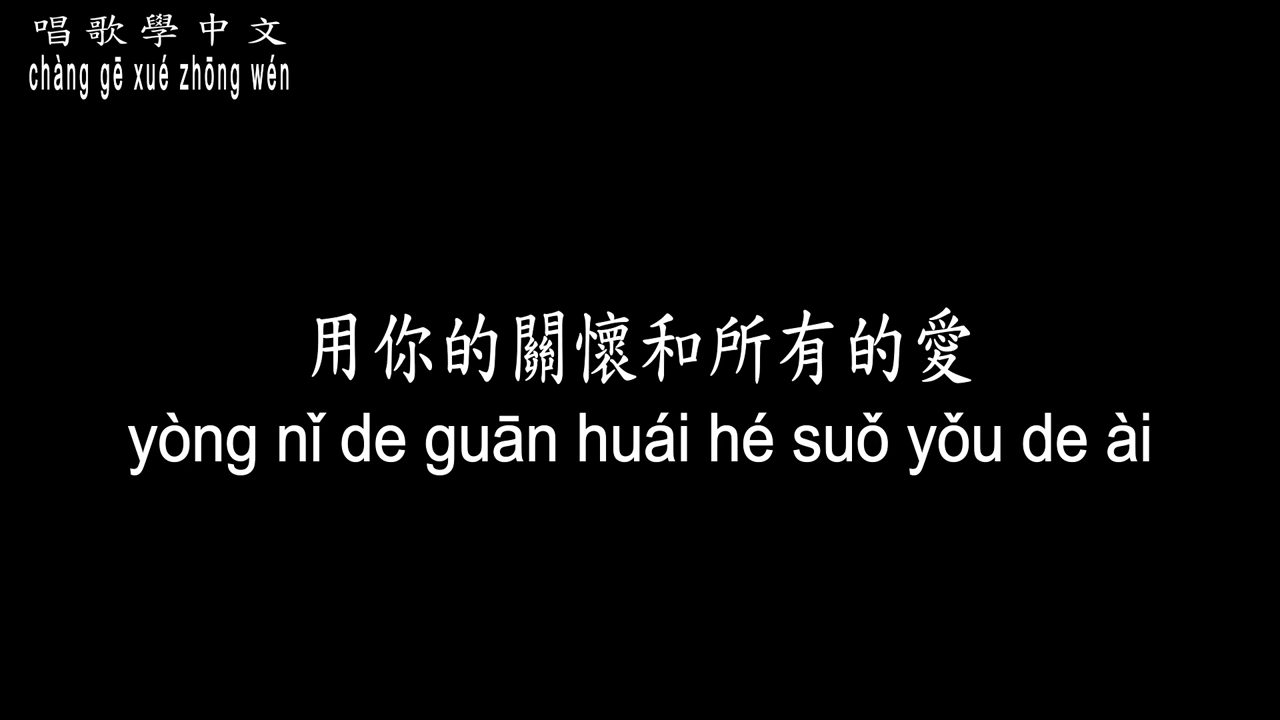 唱歌學中文
chàng gē xué zhōng wén
用你的關懷和所有的愛
yòng nǐ de guān huái hé suǒ yǒu de ài